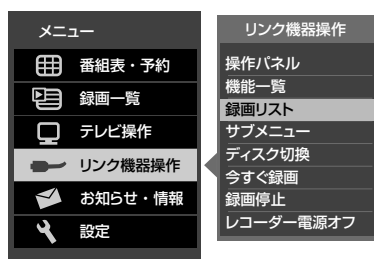 メニュー
番組表・予約
録画一覧
テレビ操作
リンク機器操作
お知らせ・情報
設定
リンク機器操作
操作パネル
機能一覧
録画リスト
サブメニュー
ディスク切換
今すぐ録画
録画停止
レコーダー電源オフ